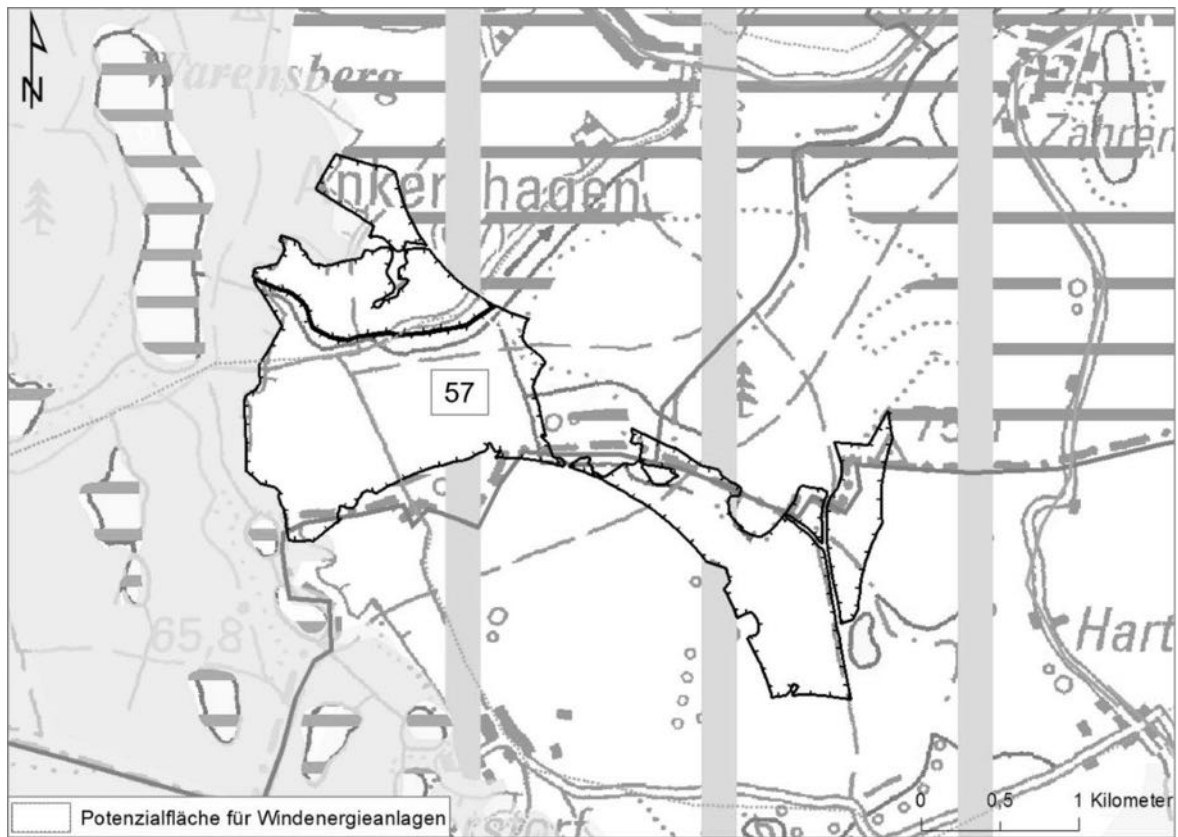 N
Warensberg
Ankershagen
Zahren
57
65,8
Hart
0 0,5 1 Kilometer
Potenzialfläche für Windenergieanlagen